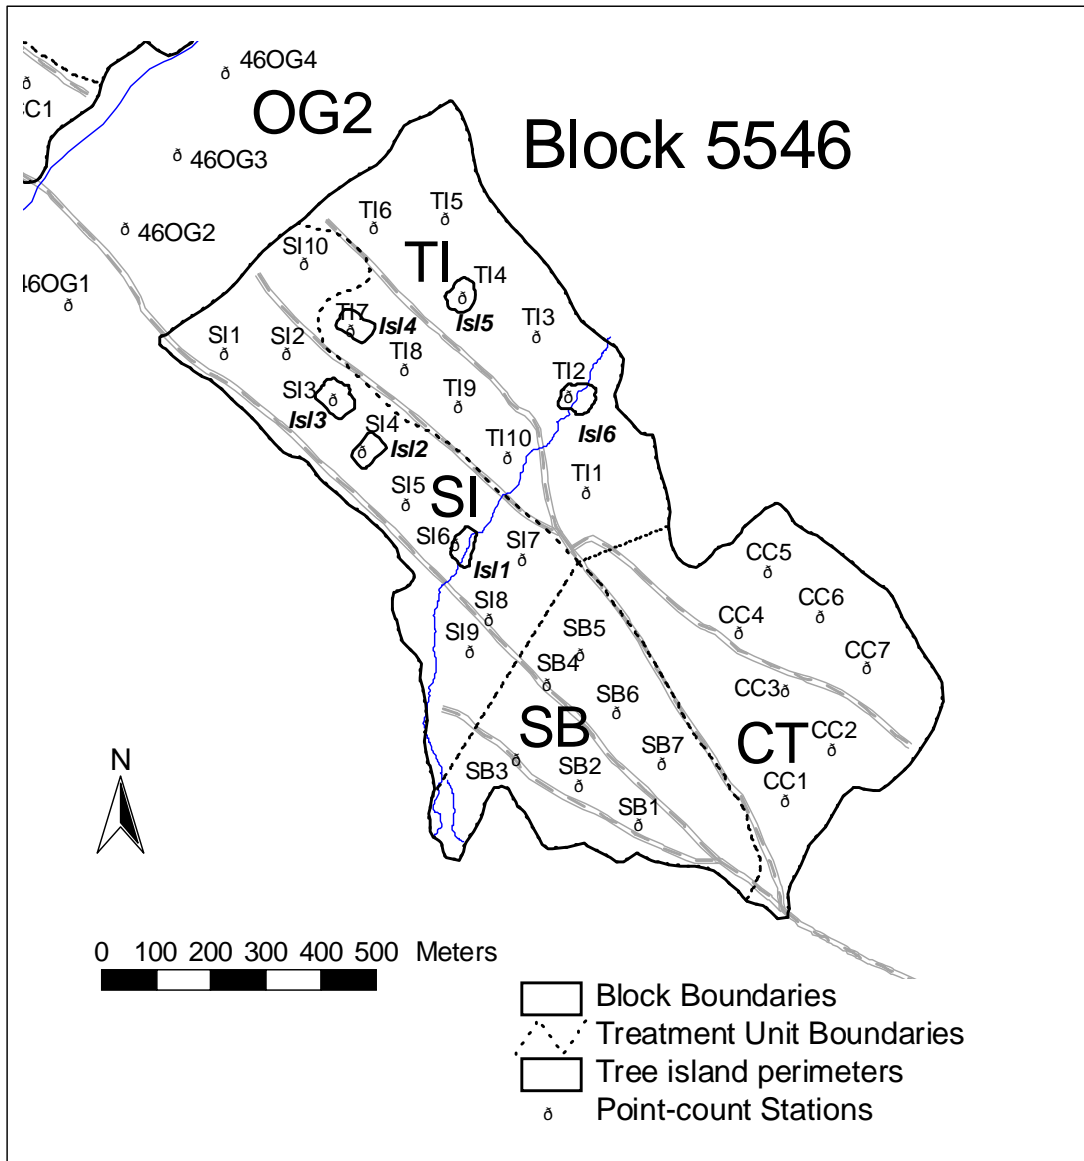 46OG4
OG2
Block 5546
CC1
46OG3
46OG2
46OG1
TI6
TI5
SI10
TI
TI4
Isl5
TI7
Isl4
TI3
SI1
SI2
TI8
TI2
SI3
Isl3
TI9
Isl6
SI4
Isl2
TI10
TI1
SI5
SI
SI6
SI7
Isl1
CC5
SI8
CC6
CC4
SI9
SB5
CC7
SB4
CC3
SB6
SB
CT
CC2
SB7
SB3
SB2
CC1
SB1
N
0 100 200 300 400 500 Meters
Block Boundaries
Treatment Unit Boundaries
Tree island perimeters
ð Point-count Stations